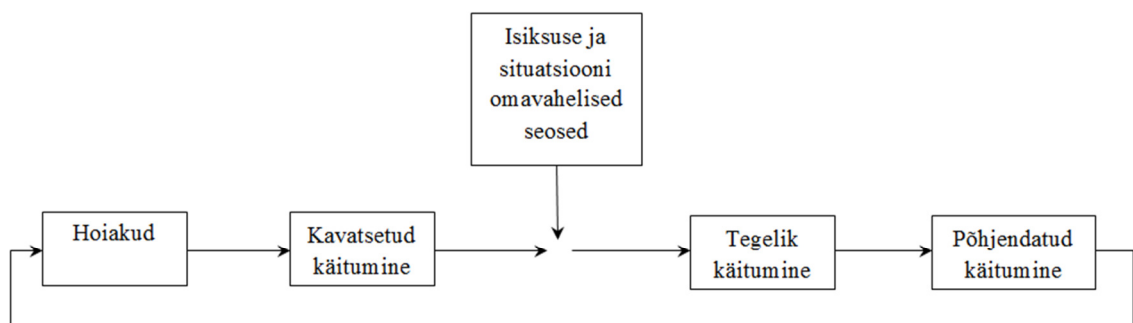 Isiksuse ja
situatsiooni
omavahelised
seosed
Hoiakud
Kavatsetud
käitumine
Tegelik
käitumine
Põhjendatud
käitumine